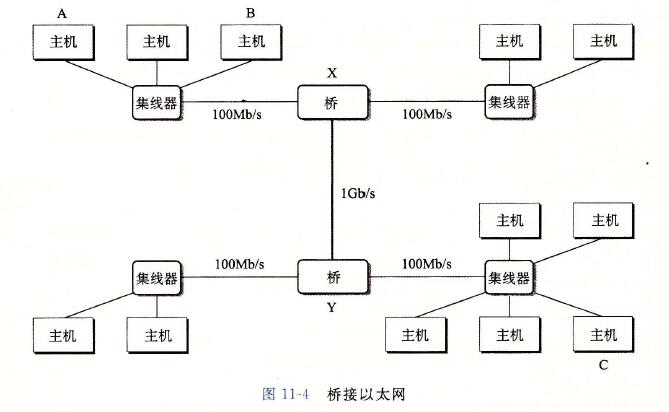 A
B
主机
主机
主机
主机
主机
X
集线器
100Mb/s
桥
100Mb/s
集线器
1Gb/s
主机
主机
集线器
100Mb/s
桥
100Mb/s
集线器
Y
主机
主机
主机
主机
主机
C
图 11-4 桥接以太网